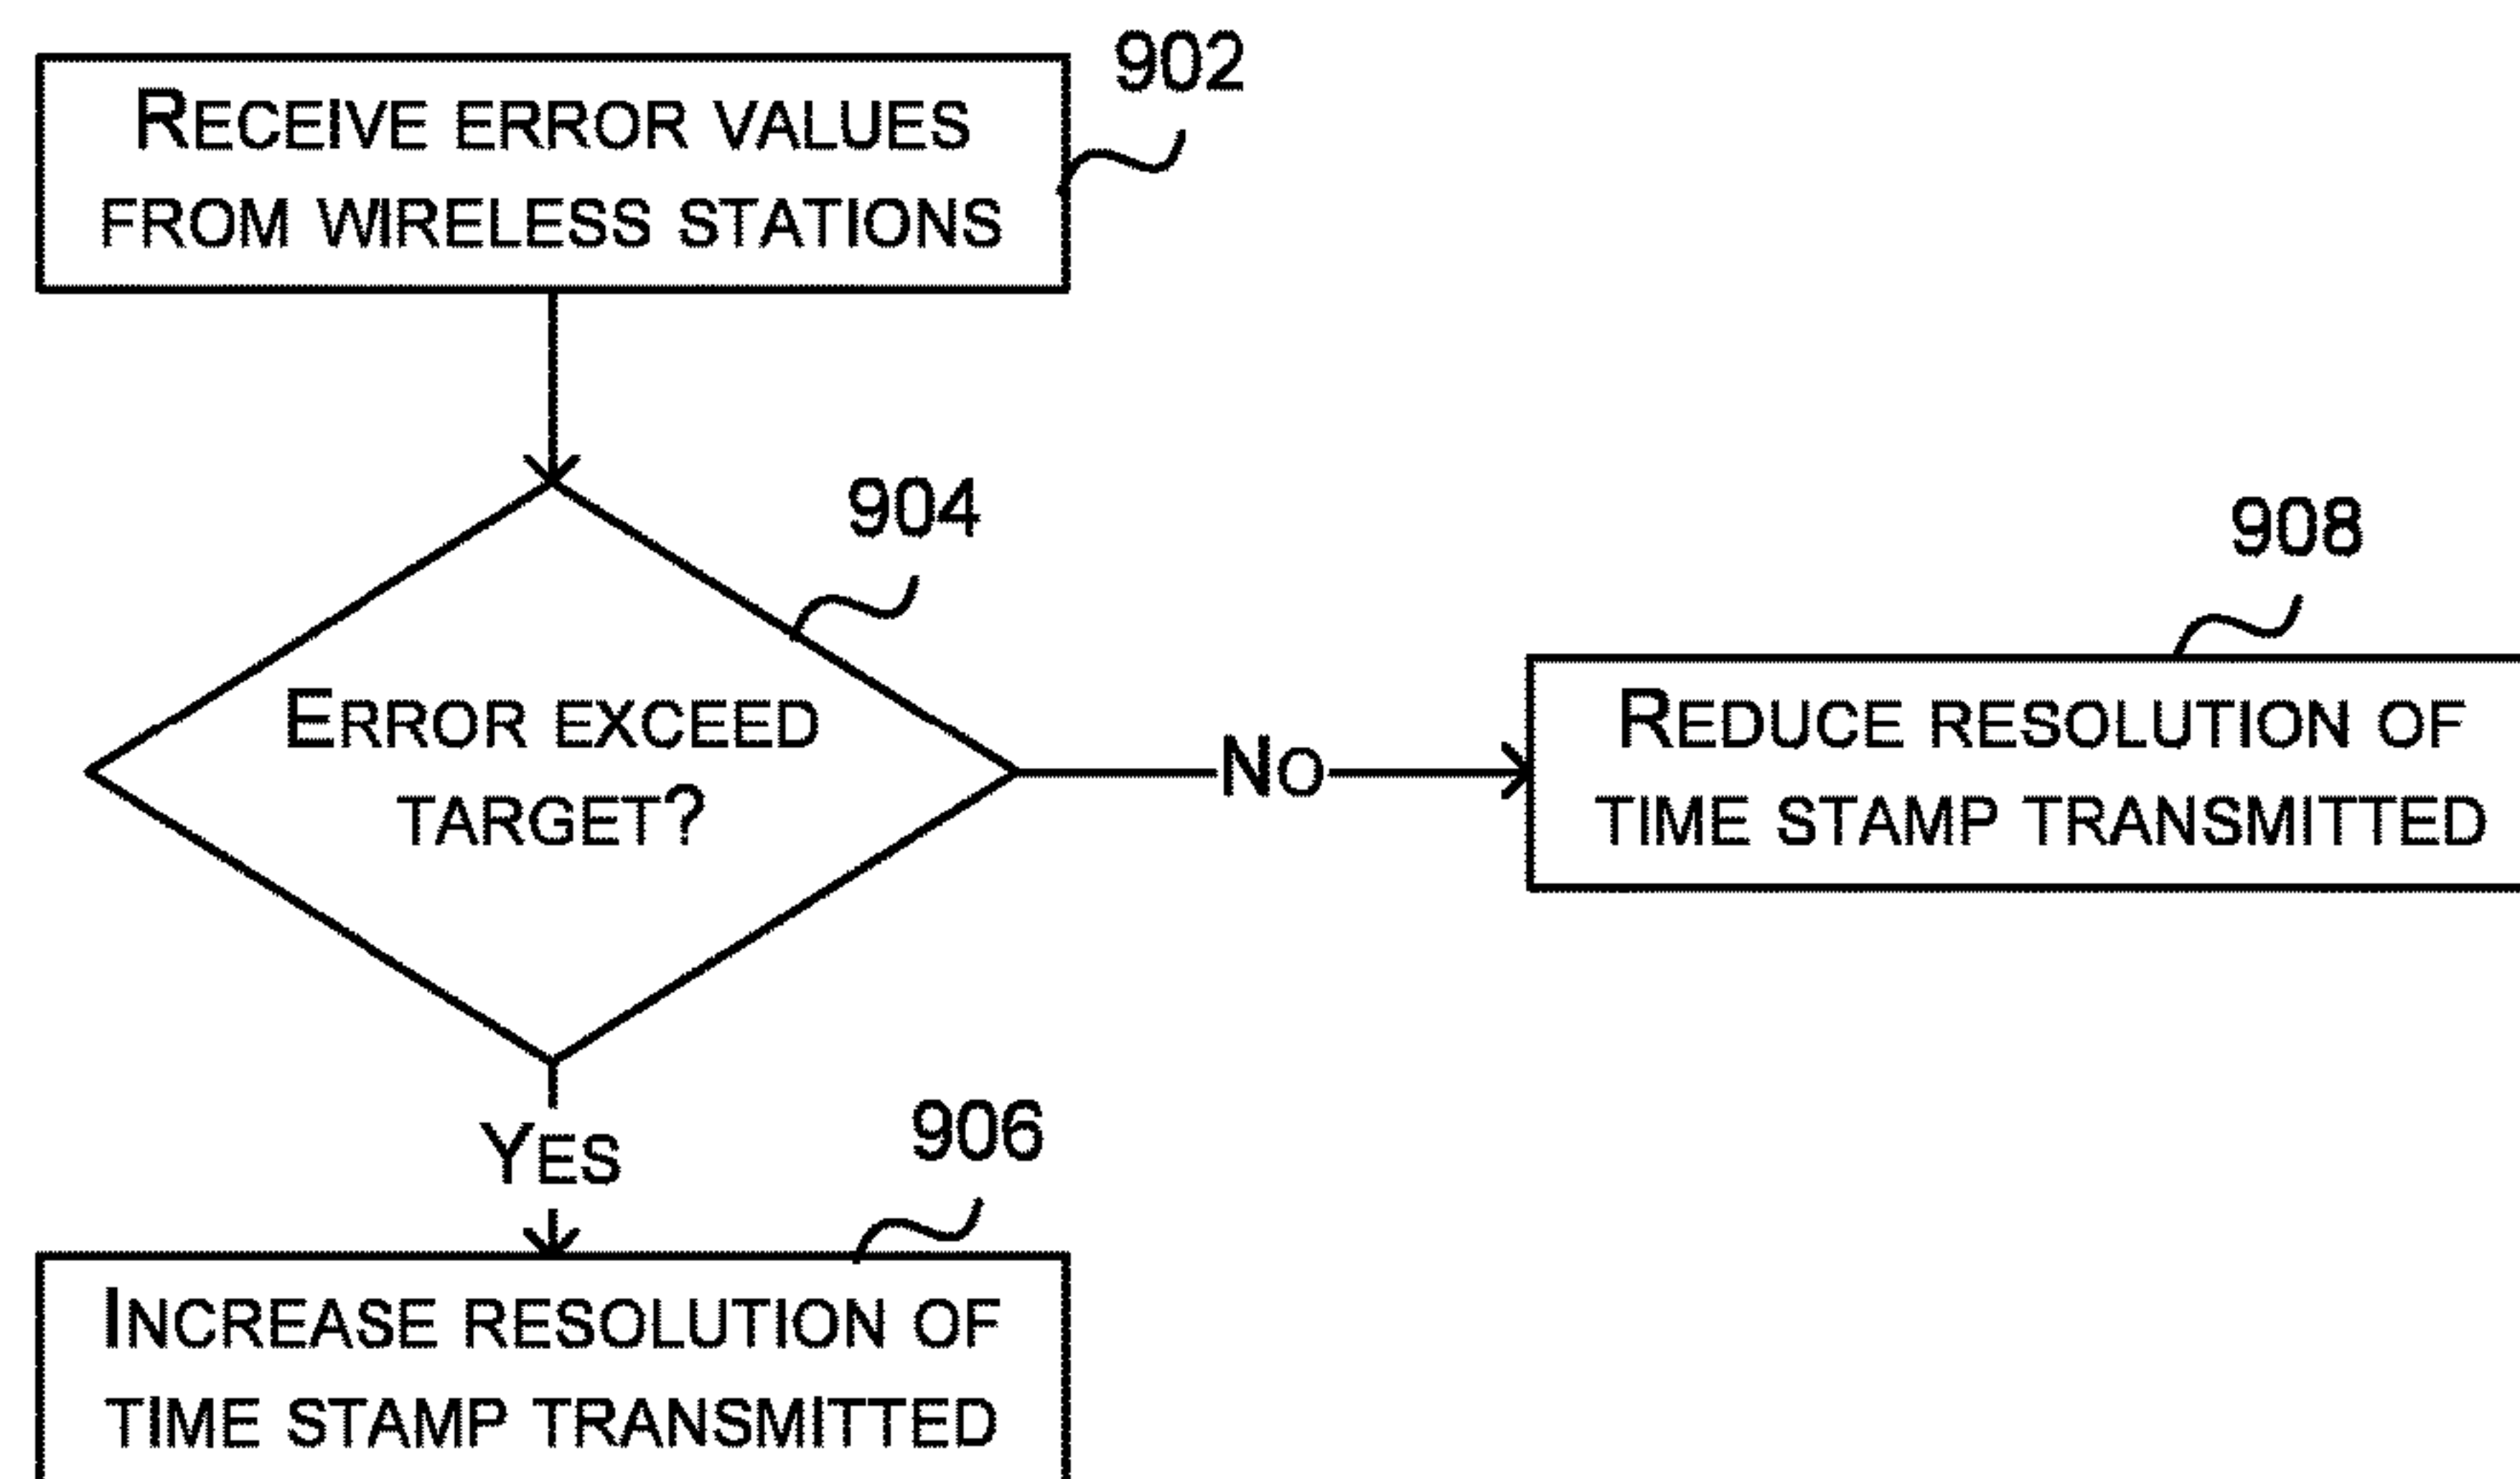 902
RECEIVE ERROR VALUES
FROM WIRELESS STATIONS
904
ERROR EXCEED
TARGET?
NO
908
REDUCE RESOLUTION OF
TIME STAMP TRANSMITTED
YES
906
INCREASE RESOLUTION OF
TIME STAMP TRANSMITTED